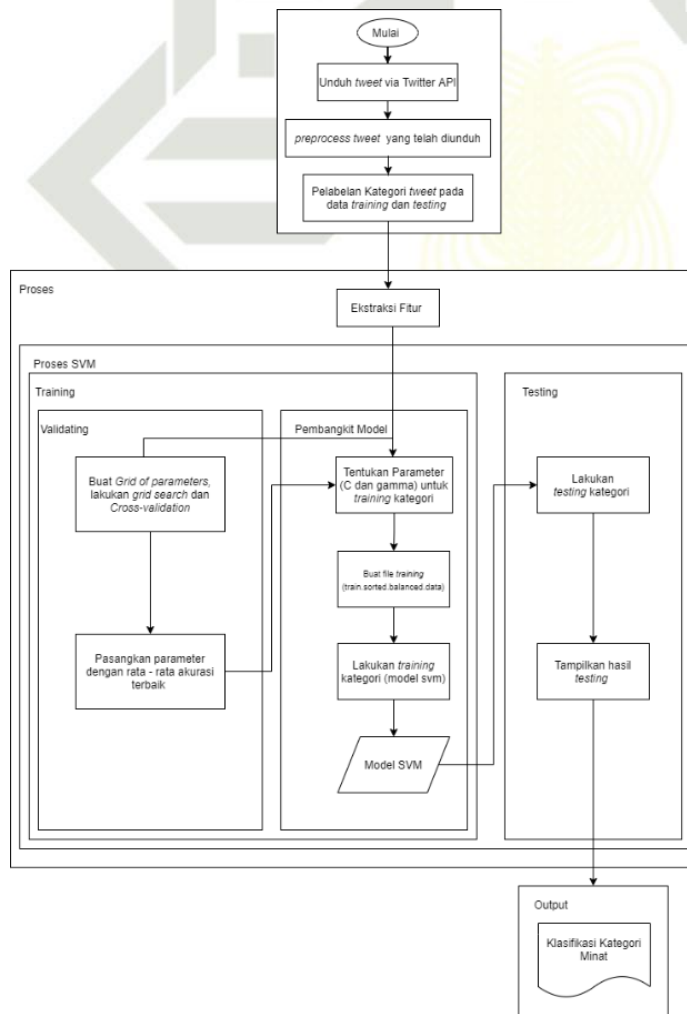 Mulai
Unduh tweet via Twitter API
preprocess tweet yang telah diunduh
Pelabelan Kategori tweet pada
data training dan testing
Proses
Ekstraksi Fitur
Proses SVM
Training
Validating
Buat Grid of parameters,
lakukan grid search dan
Cross-validation
Pasangkan parameter
dengan rata - rata akurasi
terbaik
Pembangkit Model
Tentukan Parameter
(C dan gamma) untuk
training kategori
Buat file training
(train.sorted.balanced.data)
Lakukan training
kategori (model svm)
Model SVM
Testing
Lakukan
testing kategori
Tampilkan hasil
testing
Output
Klasifikasi Kategori
Minat